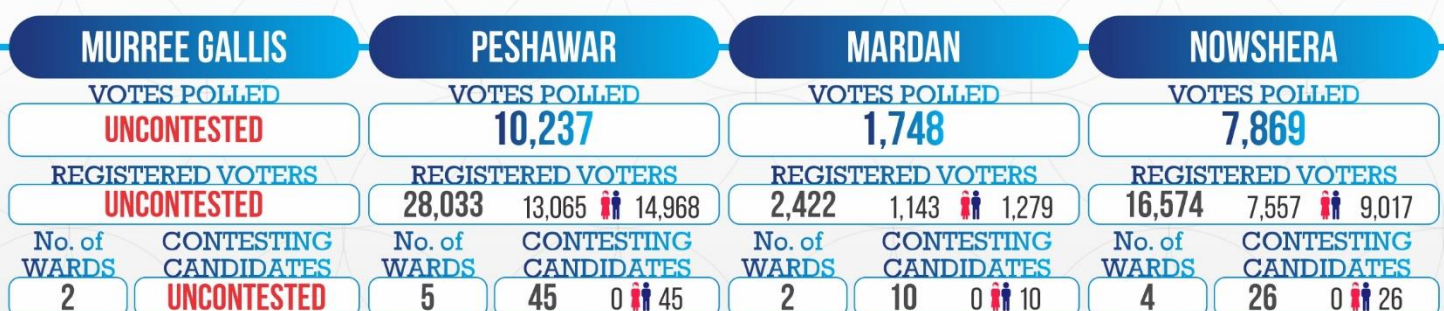 MURREE GALLIS PESHAWAR MARDAN NOWSHERA
VOTES POLLED VOTES POLLED VOTES POLLED VOTES POLLED
UNCONTESTED 10,237 1,748 7,869
REGISTERED VOTERS REGISTERED VOTERS REGISTERED VOTERS REGISTERED VOTERS
UNCONTESTED 28,033 13,065 14,968 2,422 1,143 1,279 16,574 7,557 9,017
No. of CONTESTING No. of CONTESTING No. of CONTESTING No. of CONTESTING
WARDS CANDIDATES WARDS CANDIDATES WARDS CANDIDATES WARDS CANDIDATES
2 UNCONTESTED 5 45 0 45 2 10 0 10 4 26 0 26